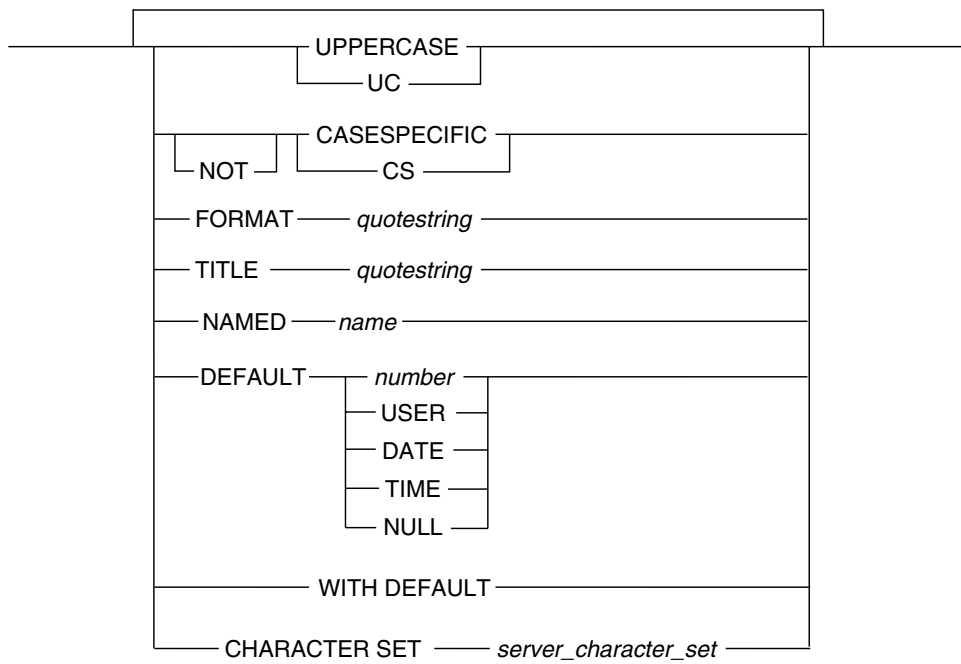 UPPERCASE
UC
CASESPECIFIC
NOT CS
FORMAT quotestring
TITLE quotestring
NAMED name
DEFAULT number
USER
DATE
TIME
NULL
WITH DEFAULT
CHARACTER SET server_character_set